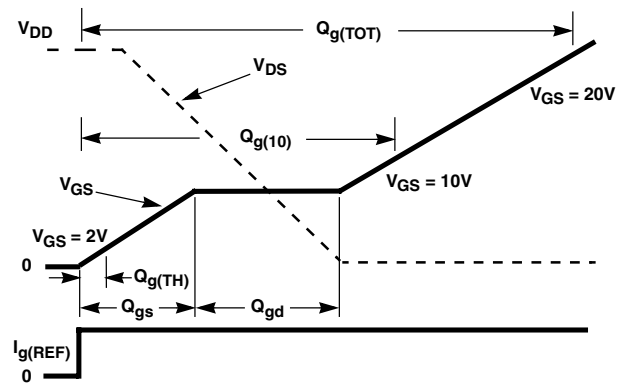 V_DD
Q_g(TOT)
V_DS
V_GS = 20V
Q_g(10)
V_GS
V_GS = 10V
V_GS = 2V
0
Q_g(TH)
Q_gs
Q_gd
I_g(REF)
0